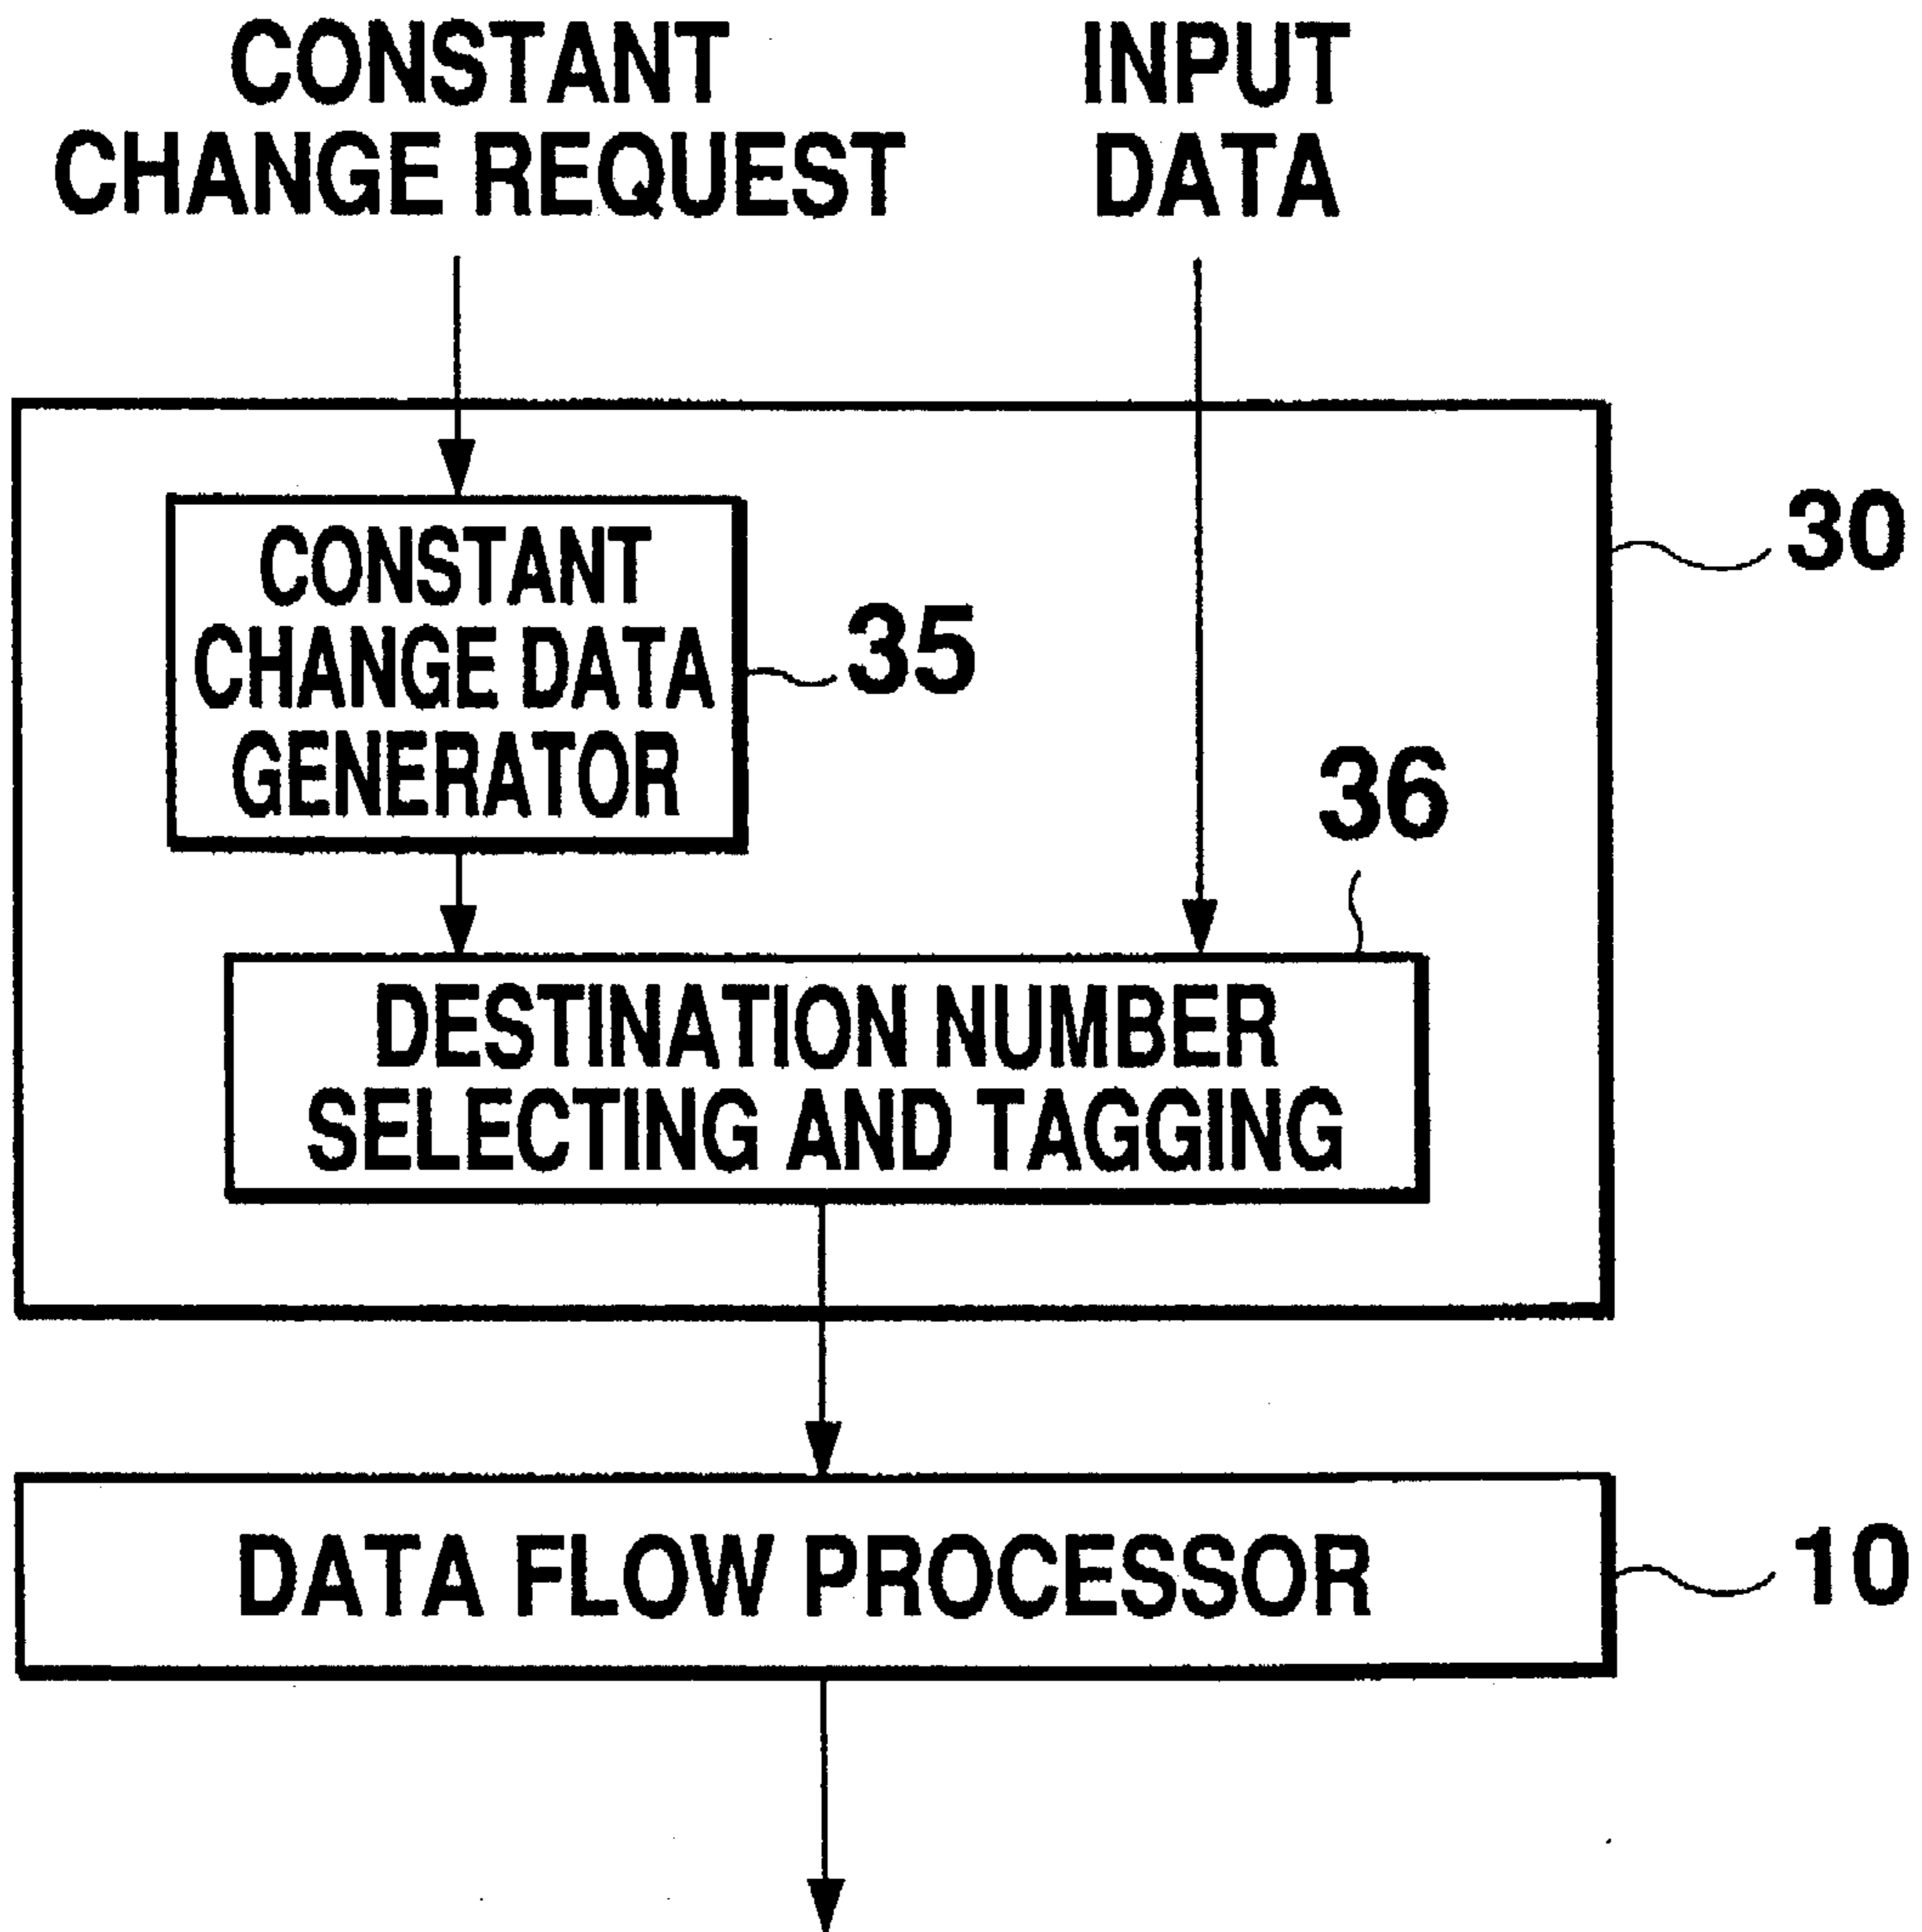 CONSTANT
CHANGE REQUEST
INPUT
DATA
30
CONSTANT
CHANGE DATA
GENERATOR
35
36
DESTINATION NUMBER
SELECTING AND TAGGING
DATA FLOW PROCESSOR
10